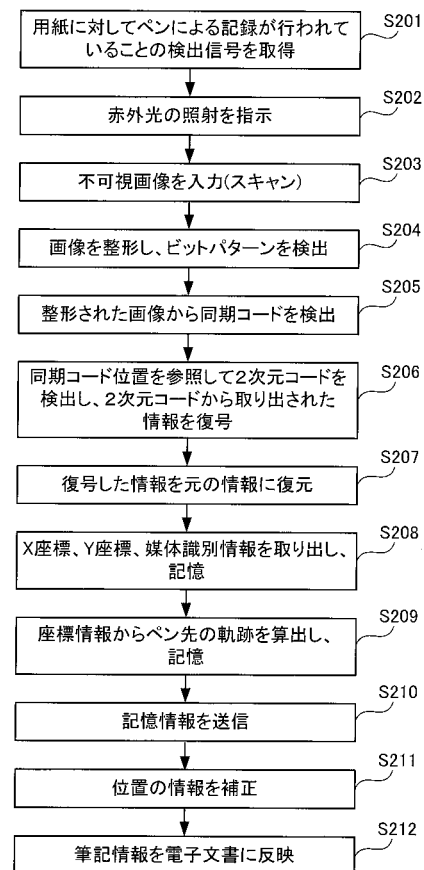 用紙に対してペンによる記録が行われて
いることの検出信号を取得
S201
赤外光の照射を指示
S202
不可視画像を入力(スキャン)
S203
画像を整形し、ビットパターンを検出
S204
整形された画像から同期コードを検出
S205
同期コード位置を参照して2次元コードを
検出し、2次元コードから取り出された
情報を復号
S206
復号した情報を元の情報に復元
S207
X座標、Y座標、媒体識別情報を取り出し、
記憶
S208
座標情報からペン先の軌跡を算出し、
記憶
S209
記憶情報を送信
S210
位置の情報を補正
S211
筆記情報を電子文書に反映
S212